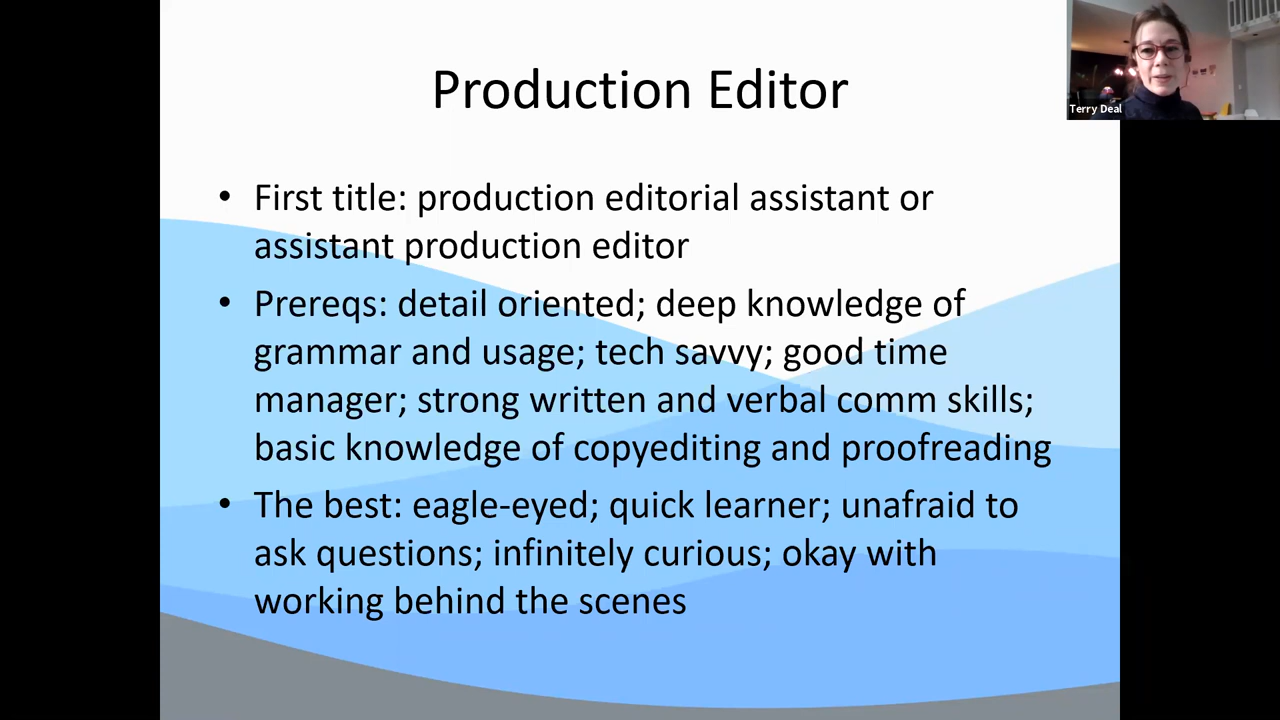 Production Editor
Terry Deal
• First title: production editorial assistant or
assistant production editor
• Prereqs: detail oriented; deep knowledge of
grammar and usage; tech savvy; good time
manager; strong written and verbal comm skills;
basic knowledge of copyediting and proofreading
• The best: eagle-eyed; quick learner; unafraid to
ask questions; infinitely curious; okay with
working behind the scenes